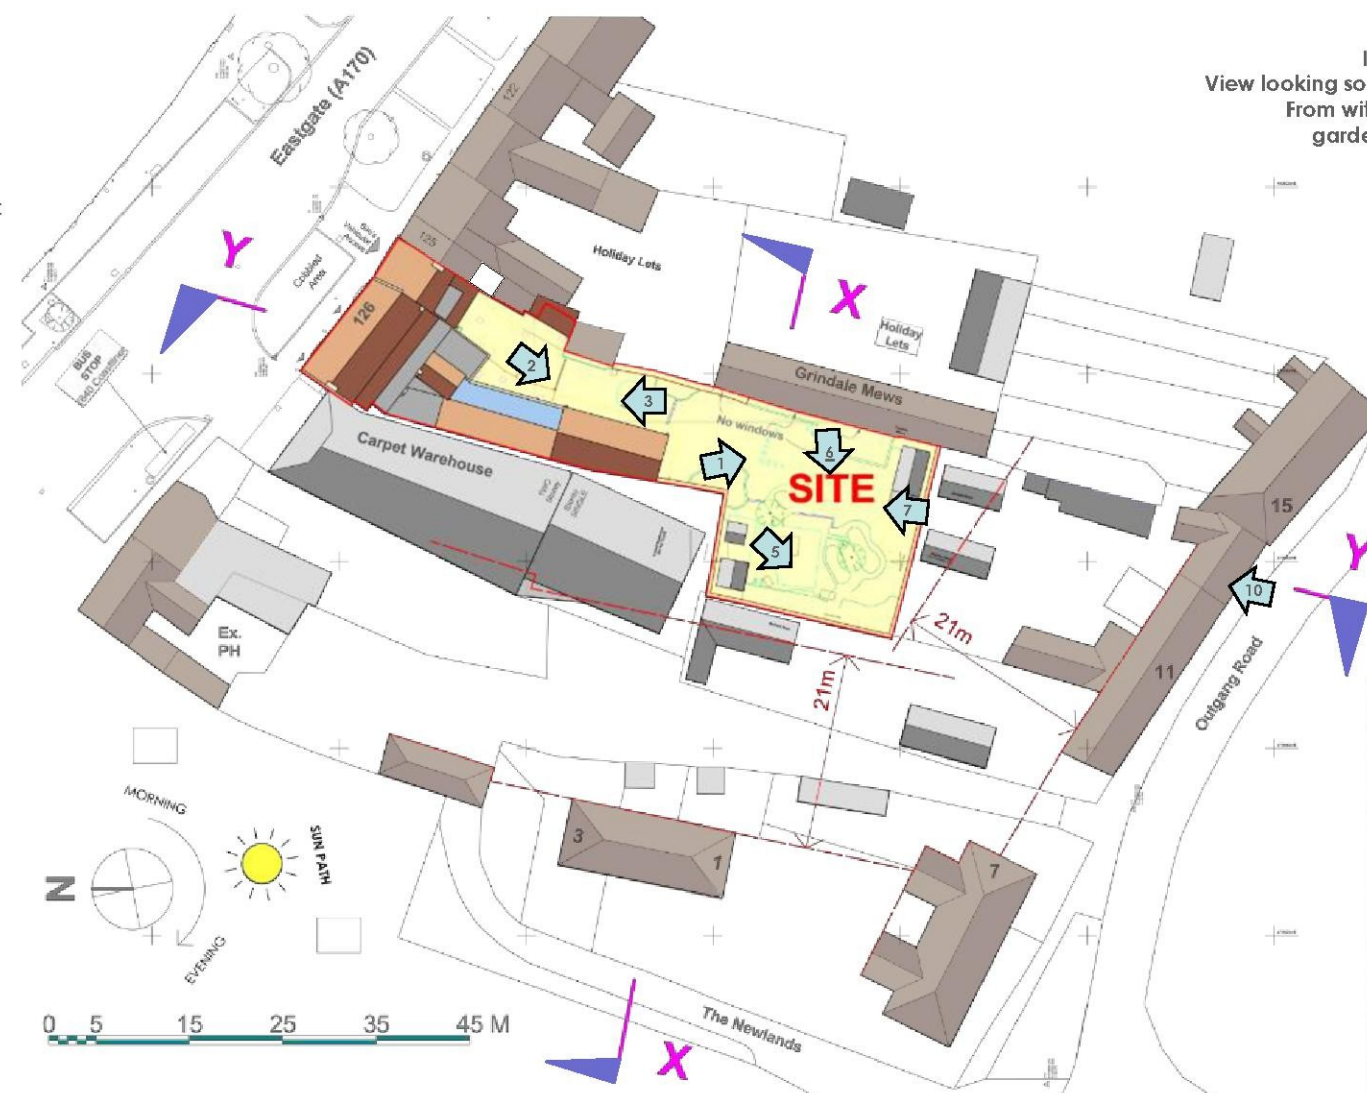 I
View looking so
From wit
garde
Eastgate (A170)
122
125
126
Y
Cobbled
Area
BUS
STOP
Holiday Lets
X
Holiday
Lets
Grindale Mews
No windows
2
3
1
6
SITE
7
5
10
Carpet Warehouse
Ex.
PH
15
Y
11
Outgang Road
21m
21m
3
1
7
MORNING
SUN PATH
EVENING
N
0 5 15 25 35 45 M
The Newlands
X